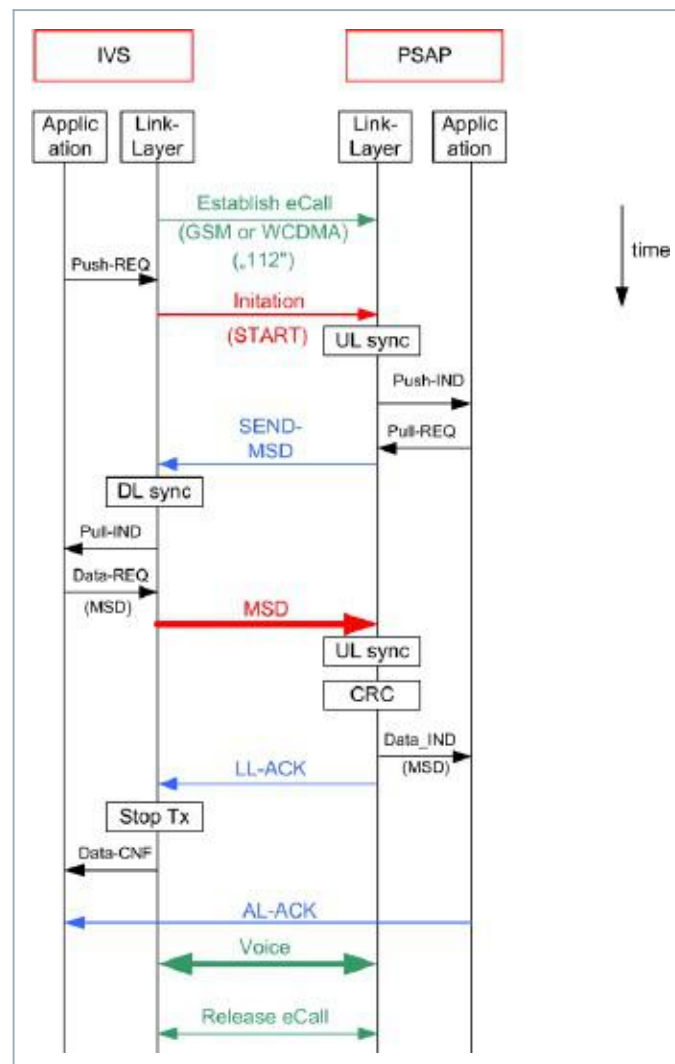 IVS
PSAP
Applic
ation
Link-
Layer
Link-
Layer
Applic
ation
Establish eCall
(GSM or WCDMA)
(„112")
time
Push-REQ
Initation
(START)
UL sync
Push-IND
SEND-
MSD
Pull-REQ
DL sync
Pull-IND
Data-REQ
(MSD)
MSD
UL sync
CRC
Data_IND
(MSD)
LL-ACK
Stop Tx
Data-CNF
AL-ACK
Voice
Release eCall